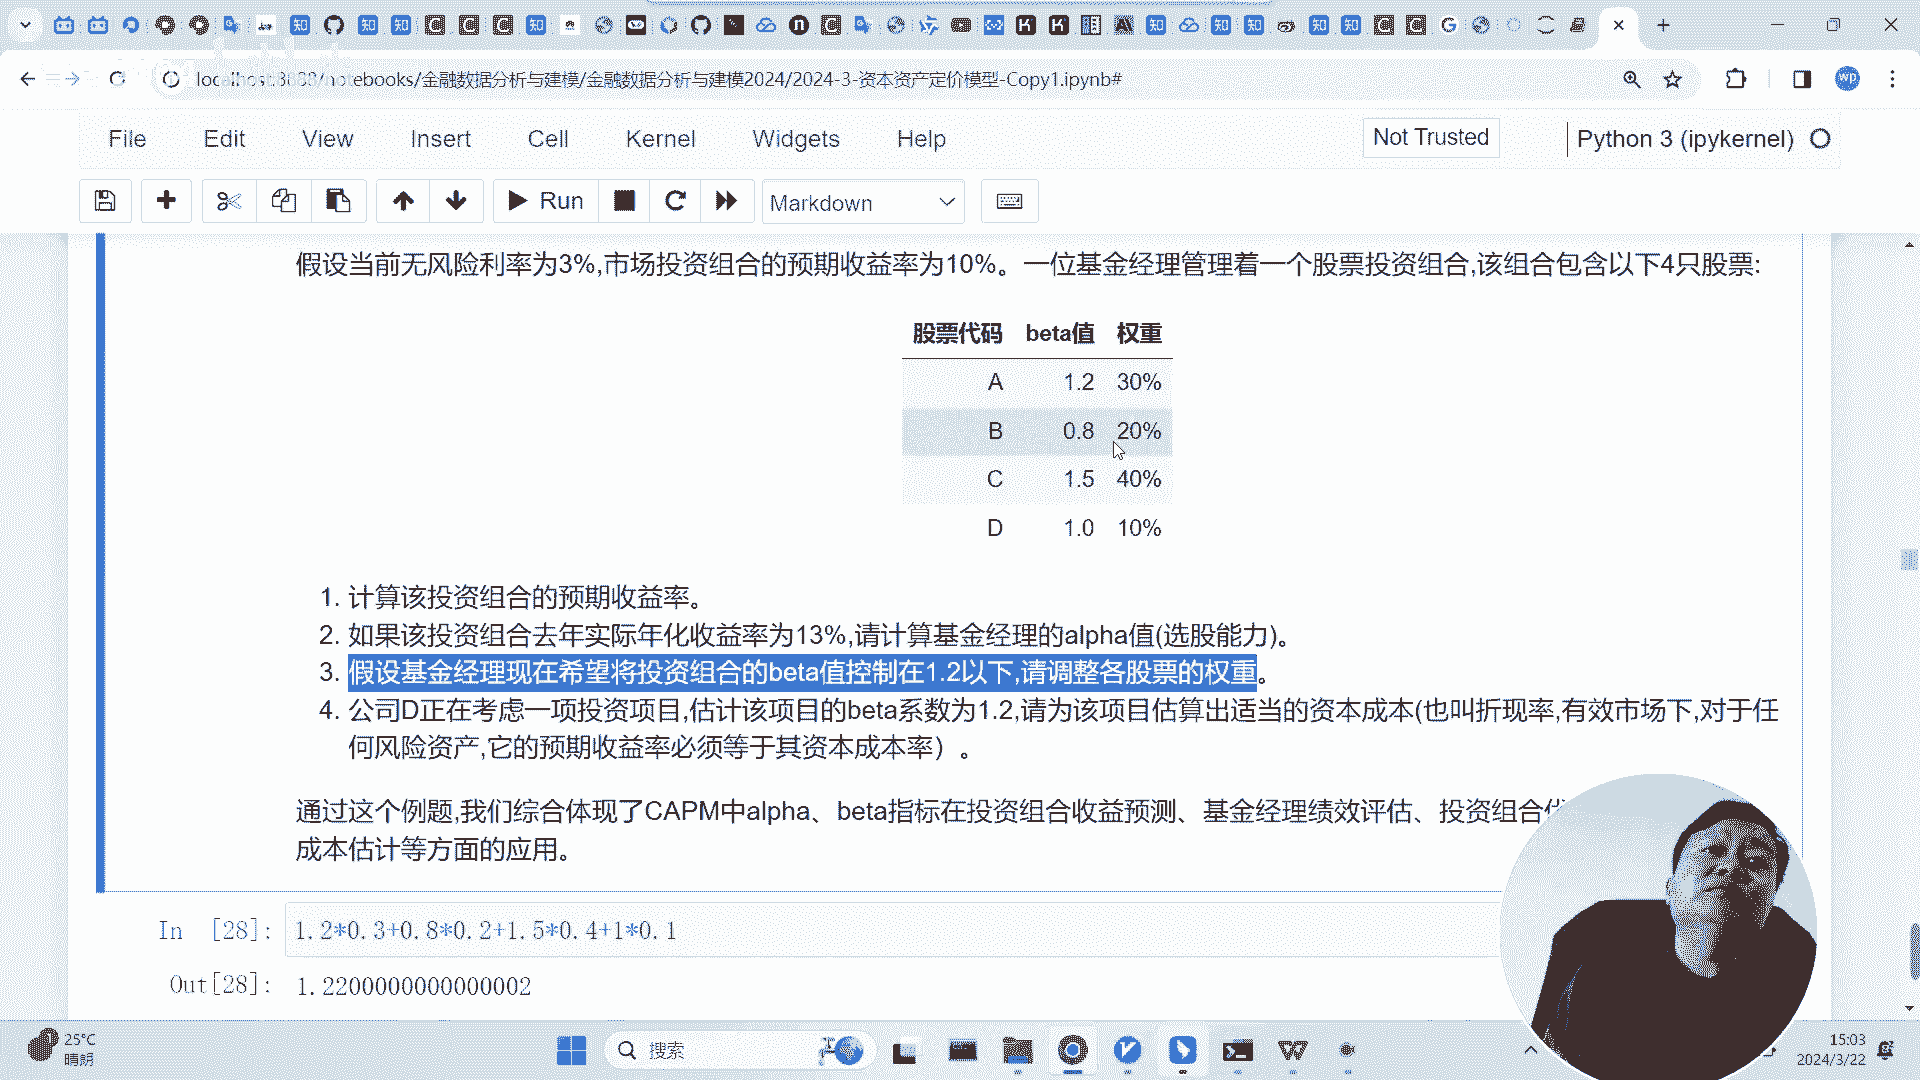 localhost:8888/notebooks/金融数据分析与建模/金融数据分析与建模2024/2024-3-资本资产定价模型-Copy1.ipynb#
wp
File Edit View Insert Cell Kernel Widgets Help Not Trusted Python 3 (ipykernel)
Run Markdown
假设当前无风险利率为3%,市场投资组合的预期收益率为10%。一位基金经理管理着一个股票投资组合,该组合包含以下4只股票:
股票代码 beta值 权重
A 1.2 30%
B 0.8 20%
C 1.5 40%
D 1.0 10%
1. 计算该投资组合的预期收益率。
2. 如果该投资组合去年实际年化收益率为13%,请计算基金经理的alpha值(选股能力)。
3. 假设基金经理现在希望将投资组合的beta值控制在1.2以下,请调整各股票的权重。
4. 公司D正在考虑一项投资项目,估计该项目的beta系数为1.2,请为该项目估算出适当的资本成本(也叫折现率,有效市场下,对于任
何风险资产,它的预期收益率必须等于其资本成本率）。
通过这个例题,我们综合体现了CAPM中alpha、beta指标在投资组合收益预测、基金经理绩效评估、投资组合
成本估计等方面的应用。
In [28]: 1.2*0.3+0.8*0.2+1.5*0.4+1*0.1
Out[28]: 1.2200000000000002
25°C
晴朗
搜索
15:03
2024/3/22